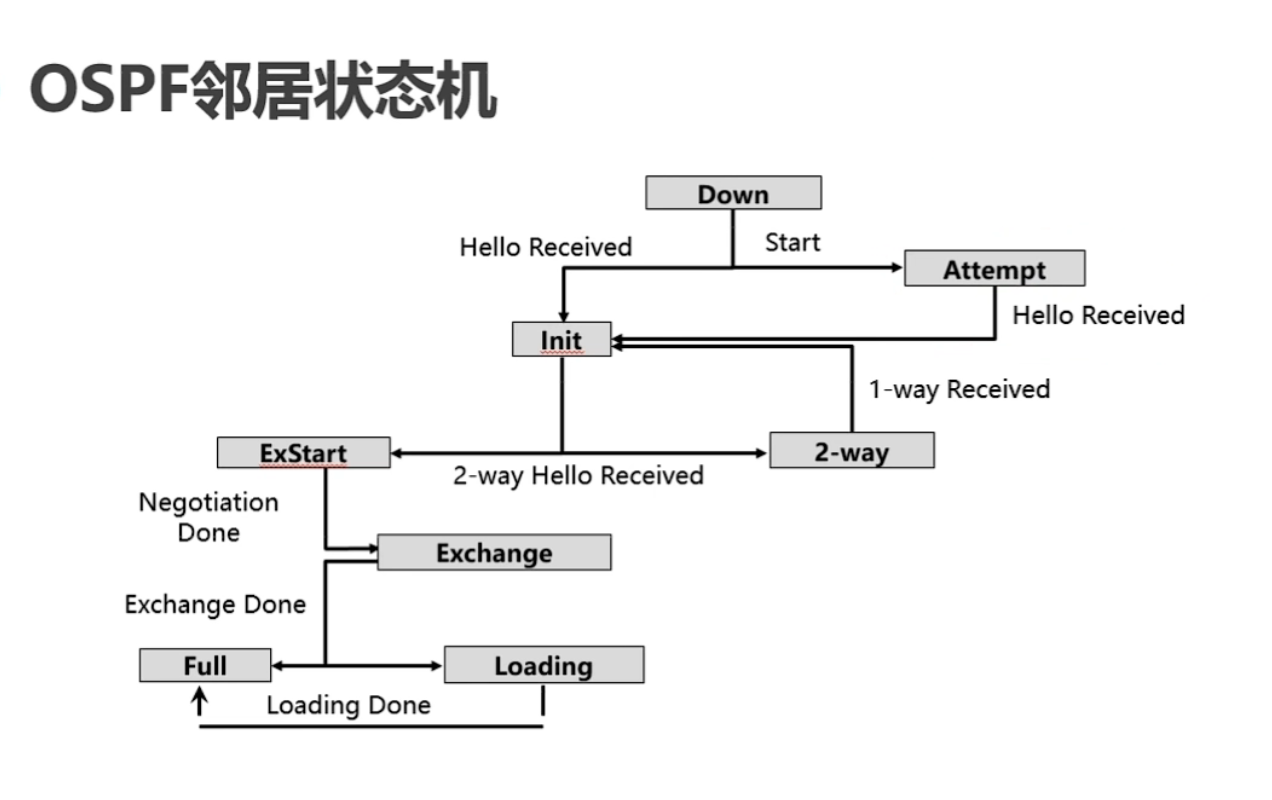 OSPF邻居状态机
Down
Hello Received
Start
Attempt
Hello Received
Init
1-way Received
ExStart
2-way
2-way Hello Received
Negotiation
Done
Exchange
Exchange Done
Full
Loading
Loading Done